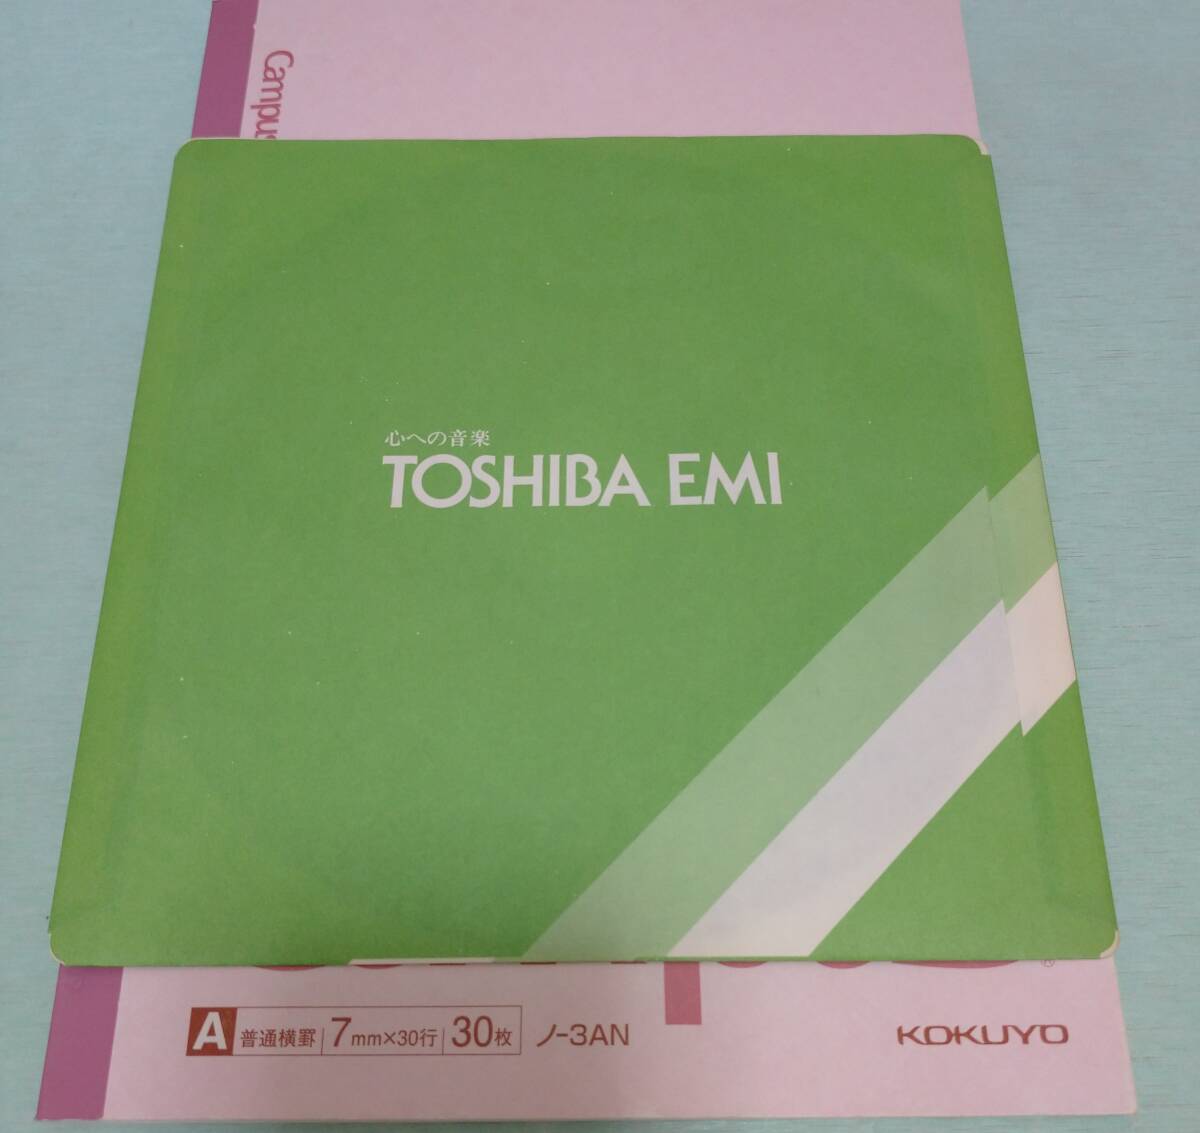 Campus
心への音楽
TOSHIBA EMI
®
A 普通横罫 7mm×30行 30枚 ノ-3AN
KOKUYO